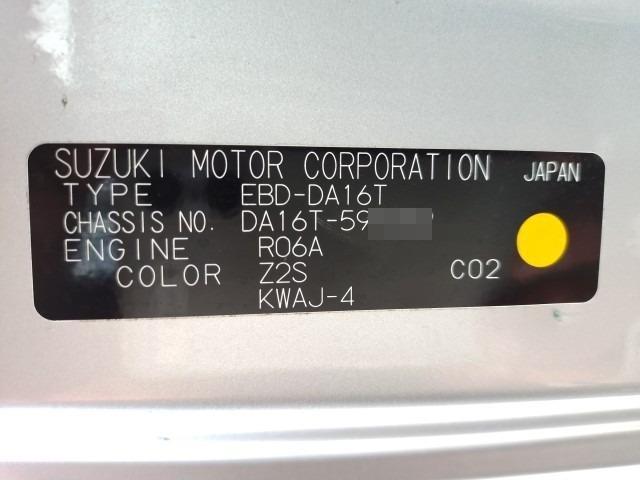 SUZUKI MOTOR CORPORATION JAPAN
TYPE EBD-DA16T
CHASSIS NO. DA16T-59
ENGINE R06A
COLOR Z2S C02
KWAJ-4